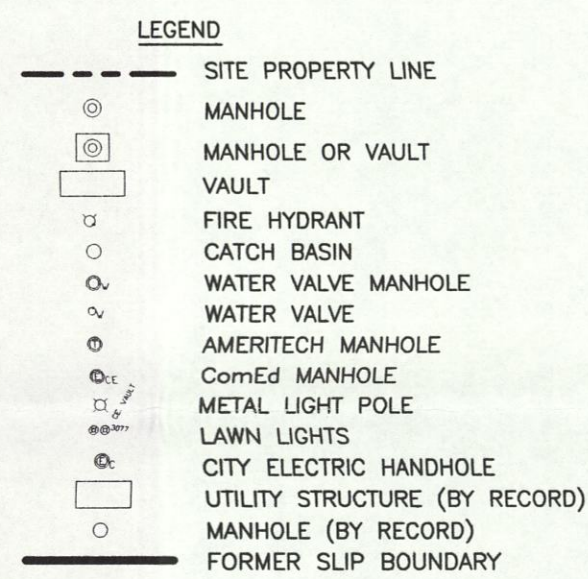 LEGEND
SITE PROPERTY LINE
MANHOLE
MANHOLE OR VAULT
VAULT
FIRE HYDRANT
CATCH BASIN
WATER VALVE MANHOLE
WATER VALVE
T AMERITECH MANHOLE
CE ComEd MANHOLE
& VAULT METAL LIGHT POLE
LAWN LIGHTS
CITY ELECTRIC HANDHOLE
UTILITY STRUCTURE (BY RECORD)
MANHOLE (BY RECORD)
FORMER SLIP BOUNDARY